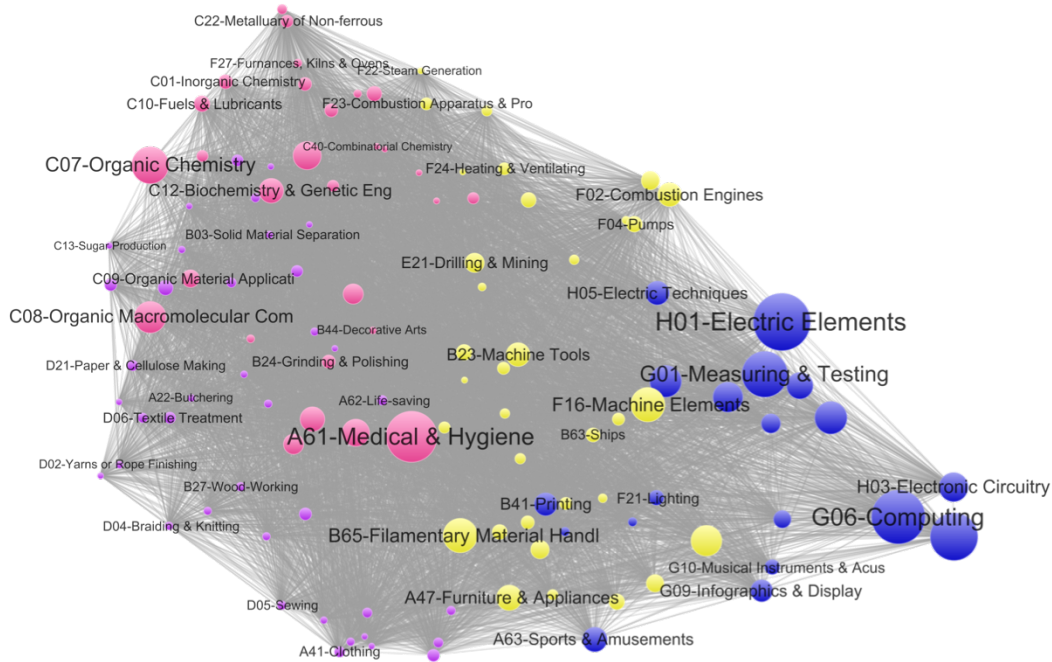 C22-Metalluary of Non-ferrous
F27-Furnances, Kilns & Ovens
F22-Steam Generation
C01-Inorganic Chemistry
C10-Fuels & Lubricants
F23-Combustion Apparatus & Pro
C40-Combinatorial Chemistry
C07-Organic Chemistry
F24-Heating & Ventilating
C12-Biochemistry & Genetic Eng
F02-Combustion Engines
F04-Pumps
B03-Solid Material Separation
C13-Sugar Production
E21-Drilling & Mining
C09-Organic Material Applicati
H05-Electric Techniques
C08-Organic Macromolecular Com
H01-Electric Elements
B44-Decorative Arts
B23-Machine Tools
B24-Grinding & Polishing
D21-Paper & Cellulose Making
G01-Measuring & Testing
A22-Butchering
A62-Life-saving
F16-Machine Elements
D06-Textile Treatment
A61-Medical & Hygiene
B63-Ships
D02-Yarns or Rope Finishing
B27-Wood-Working
H03-Electronic Circuitry
F21-Lighting
B41-Printing
G06-Computing
D04-Braiding & Knitting
B65-Filamentary Material Handl
G10-Musical Instruments & Acus
G09-Infographics & Display
A47-Furniture & Appliances
D05-Sewing
A63-Sports & Amusements
A41-Clothing